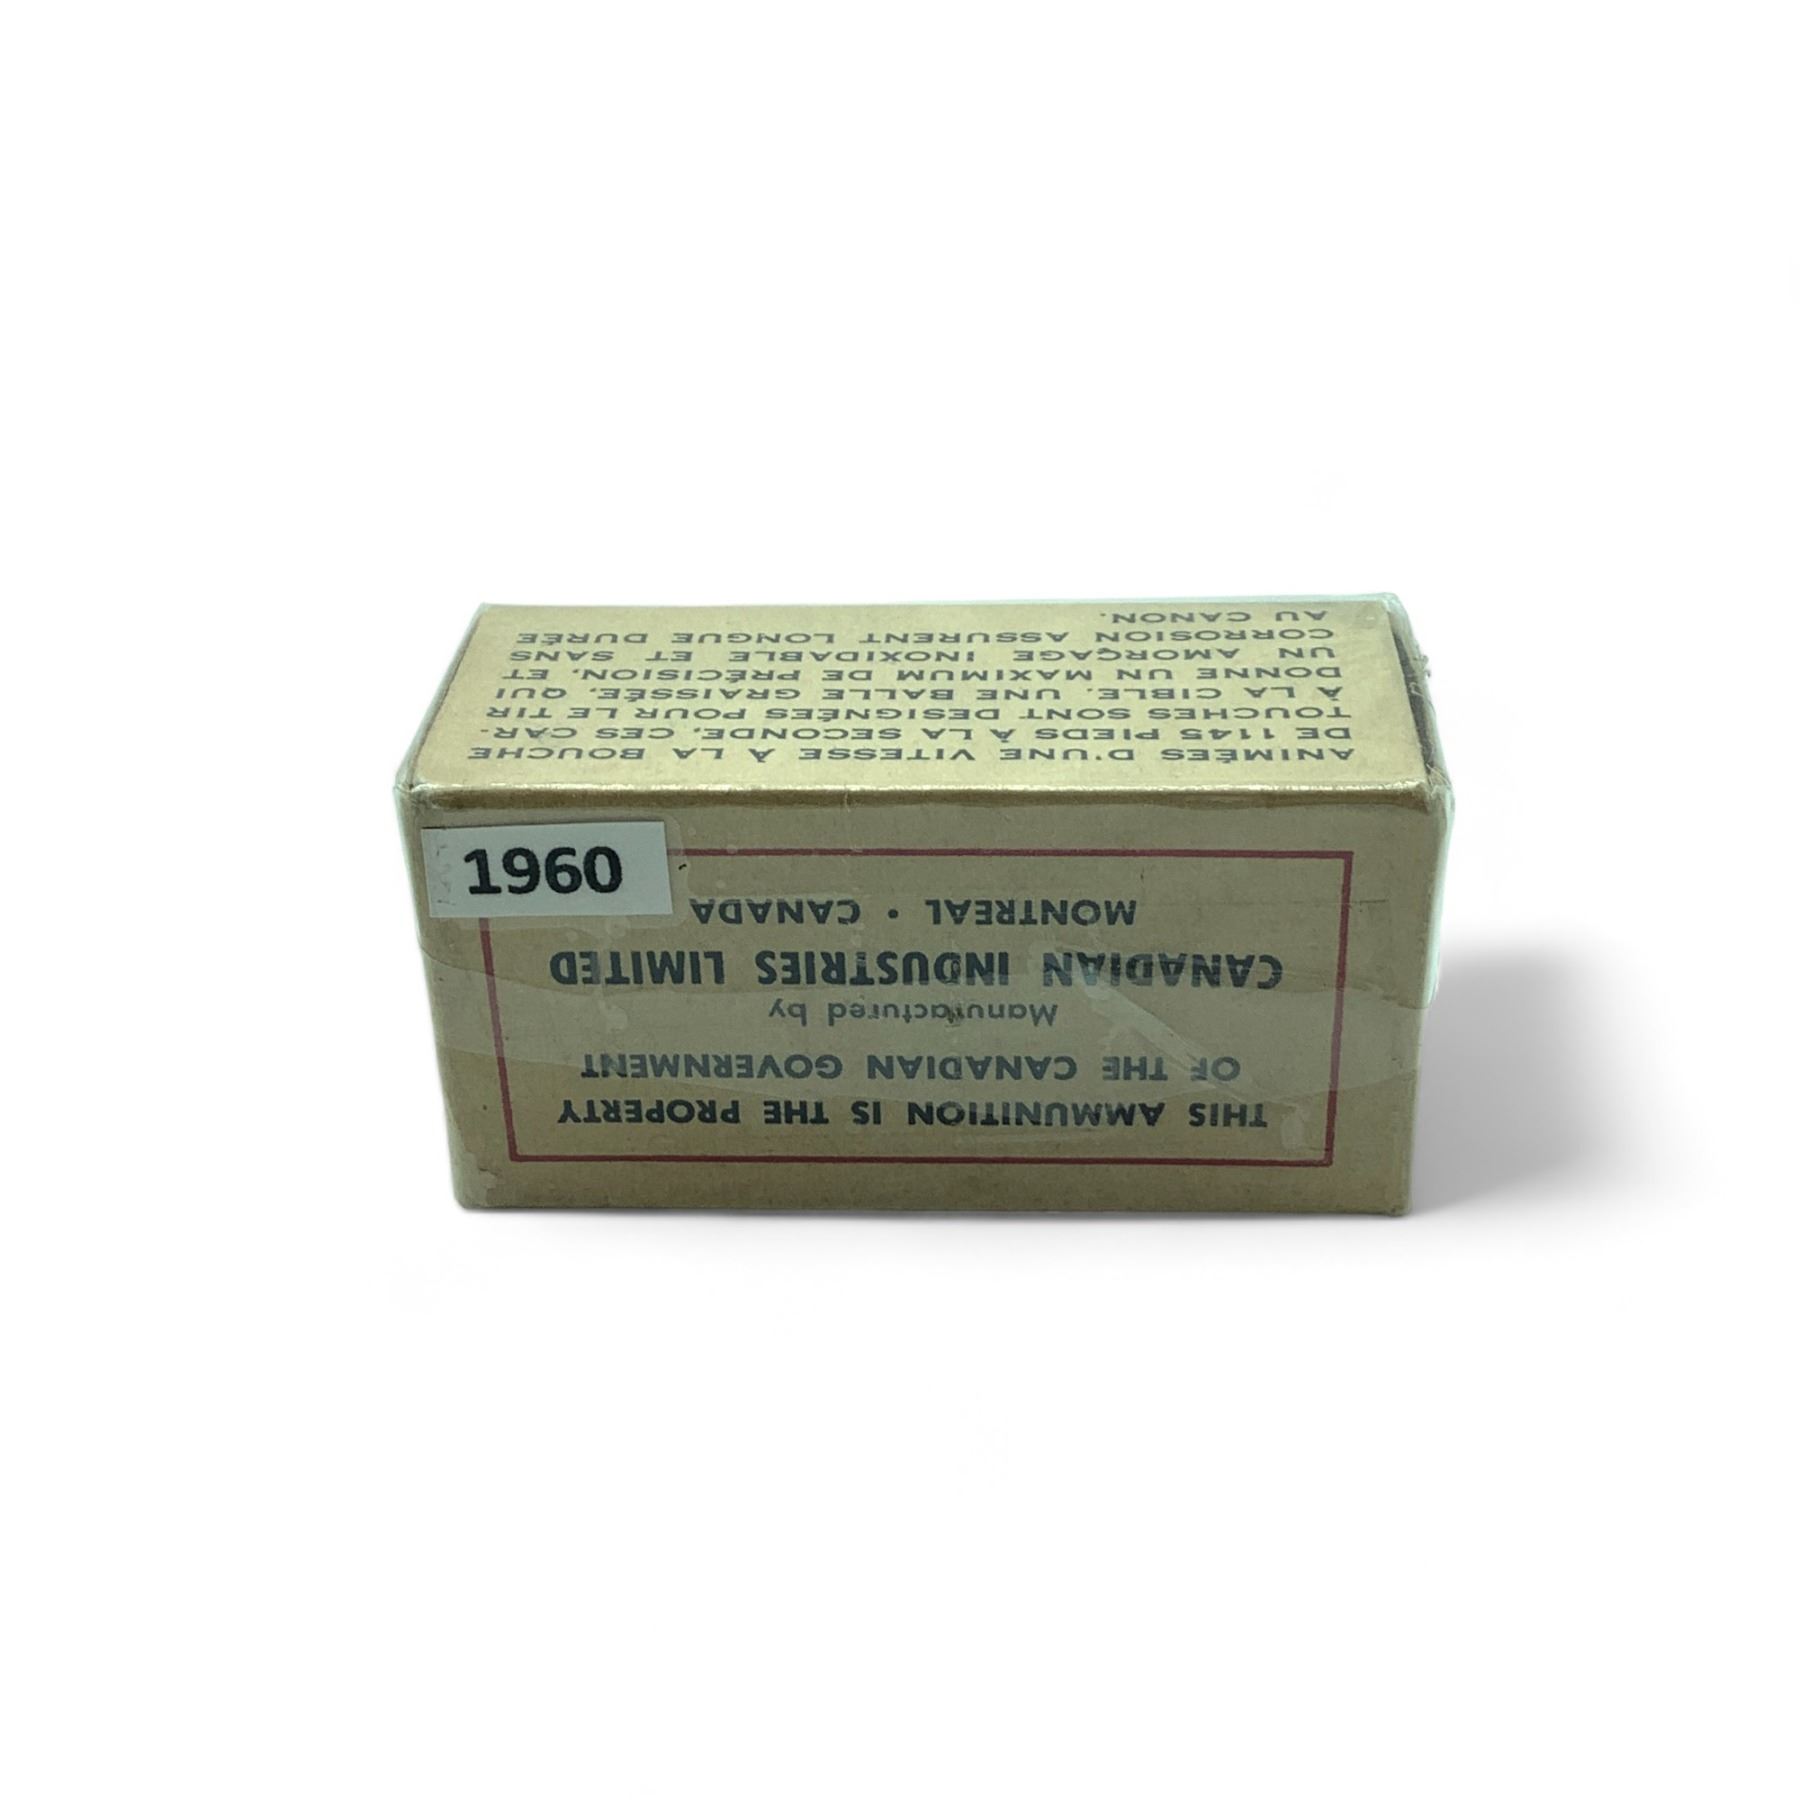 ANIMÉES D'UNE VITESSE À LA BOUCHE
DE 1145 PIEDS À LA SECONDE, CES CAR-
TOUCHES SONT DESIGNÉES POUR LE TIR
À LA CIBLE. UNE BALLE GRAISSÉE, QUI
DONNE UN MAXIMUM DE PRÉCISION, ET,
UN AMORÇAGE INOXIDABLE ET SANS
CORROSION ASSURENT LONGUE DURÉE
AU CANON.
1960
THIS AMMUNITION IS THE PROPERTY
OF THE CANADIAN GOVERNMENT
Manufactured by
CANADIAN INDUSTRIES LIMITED
MONTREAL • CANADA